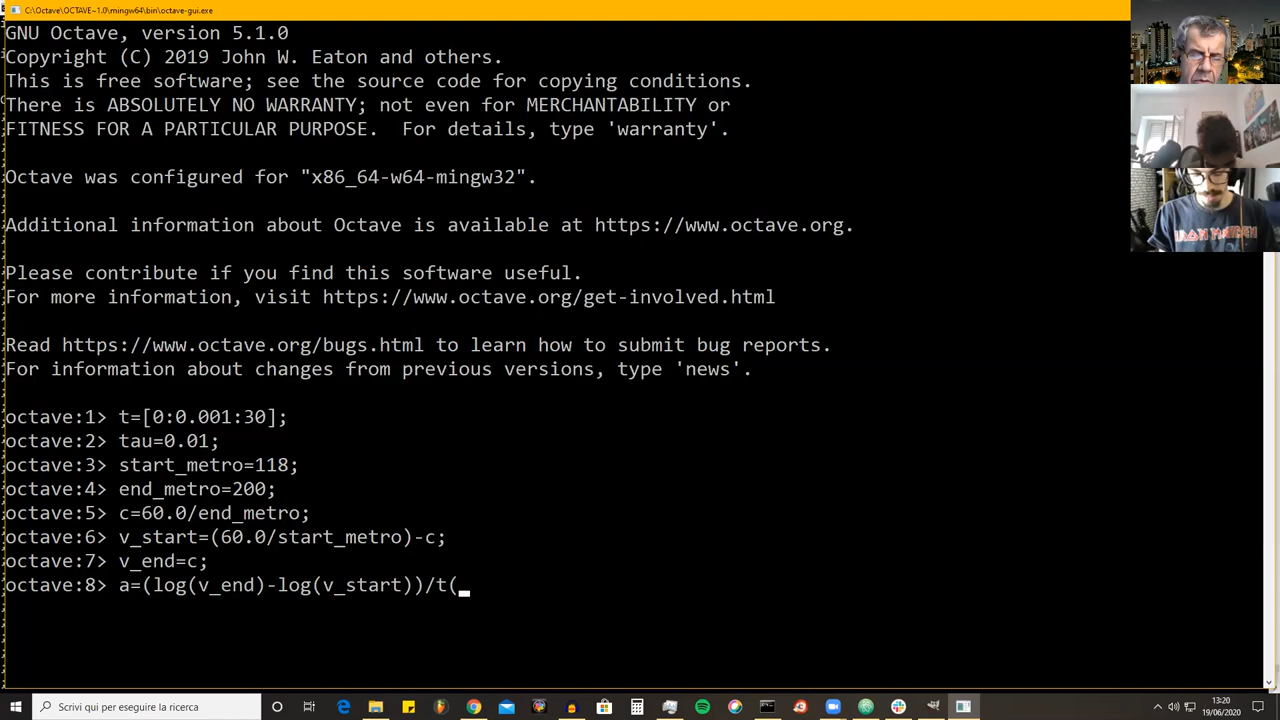 C:\Octave\OCTAVE~1.0\mingw64\bin\octave-gui.exe
GNU Octave, version 5.1.0
Copyright (C) 2019 John W. Eaton and others.
This is free software; see the source code for copying conditions.
There is ABSOLUTELY NO WARRANTY; not even for MERCHANTABILITY or
FITNESS FOR A PARTICULAR PURPOSE.  For details, type 'warranty'.
Octave was configured for "x86_64-w64-mingw32".
Additional information about Octave is available at https://www.octave.org.
Please contribute if you find this software useful.
For more information, visit https://www.octave.org/get-involved.html
Read https://www.octave.org/bugs.html to learn how to submit bug reports.
For information about changes from previous versions, type 'news'.
octave:1> t=[0:0.001:30];
octave:2> tau=0.01;
octave:3> start_metro=118;
octave:4> end_metro=200;
octave:5> c=60.0/end_metro;
octave:6> v_start=(60.0/start_metro)-c;
octave:7> v_end=c;
octave:8> a=(log(v_end)-log(v_start))/t(
IRON MAIDEN
Scrivi qui per eseguire la ricerca
13:20
19/06/2020